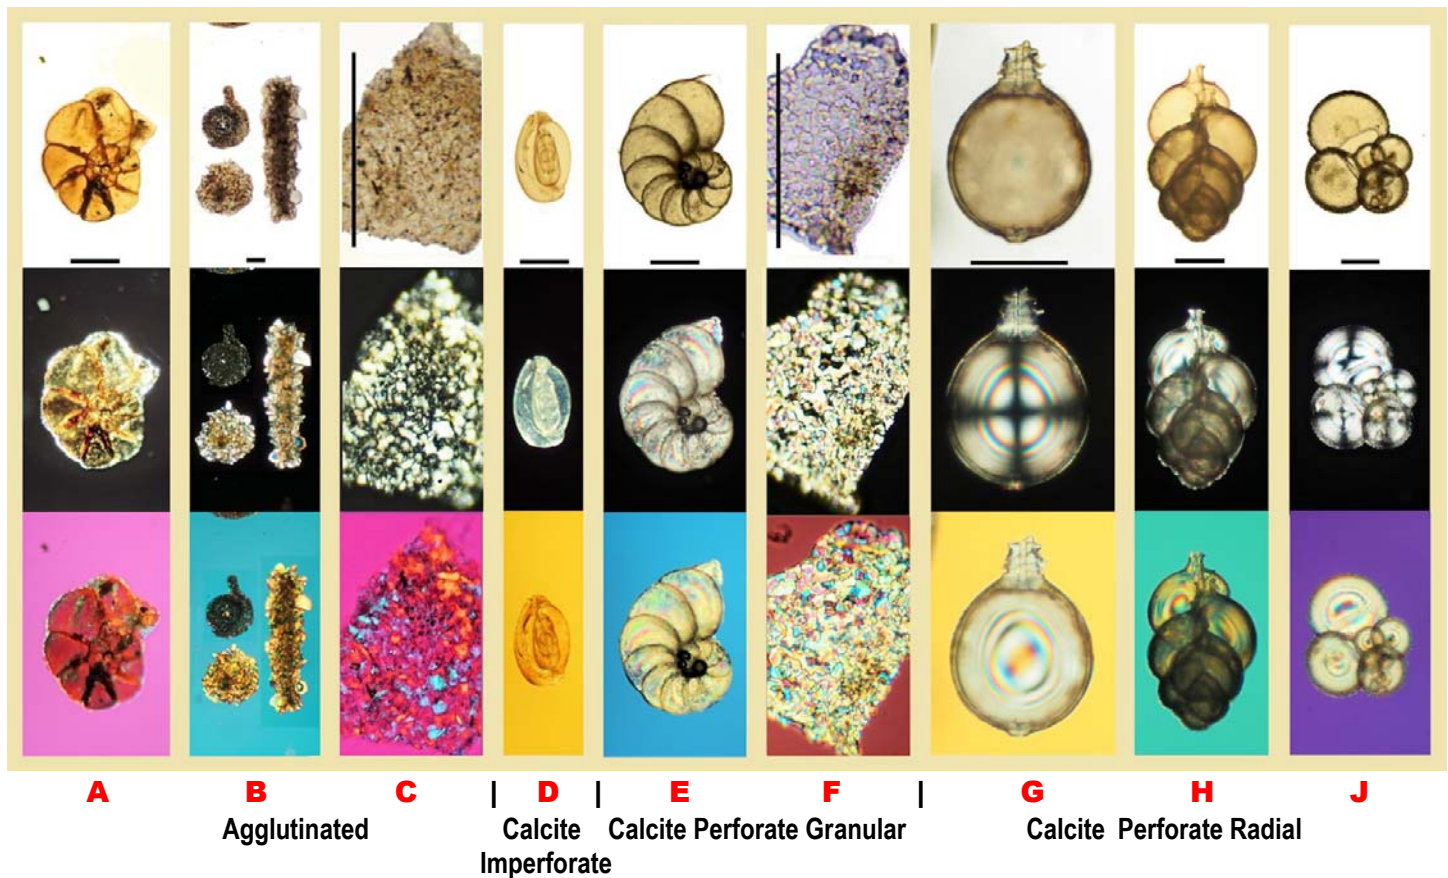 A B C | D | E F | G H J
Agglutinated Calcite Calcite Perforate Granular Calcite Perforate Radial
Imperforate